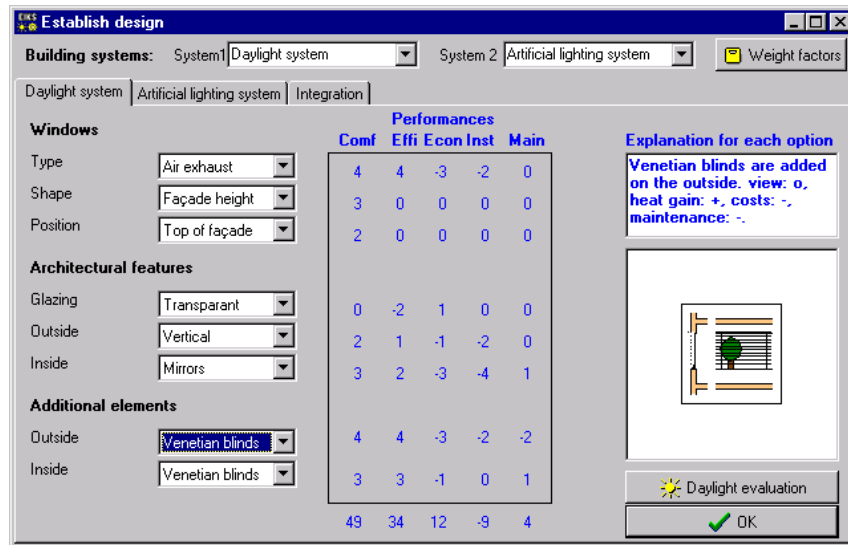 EIKS Establish design
Building systems: System1 Daylight system System 2 Artificial lighting system Weight factors
Daylight system Artificial lighting system Integration
Performances
Windows Comf Effi Econ Inst Main Explanation for each option
Type Air exhaust 4 4 -3 -2 0 Venetian blinds are added
on the outside. view: o,
Shape Façade height 3 0 0 0 0 heat gain: +, costs: -,
maintenance: -.
Position Top of façade 2 0 0 0 0
Architectural features
Glazing Transparant 0 -2 1 0 0
Outside Vertical 2 1 -1 -2 0
Inside Mirrors 3 2 -3 -4 1
Additional elements
Outside Venetian blinds 4 4 -3 -2 -2
Inside Venetian blinds 3 3 -1 0 1
Daylight evaluation
49 34 12 -9 4 OK